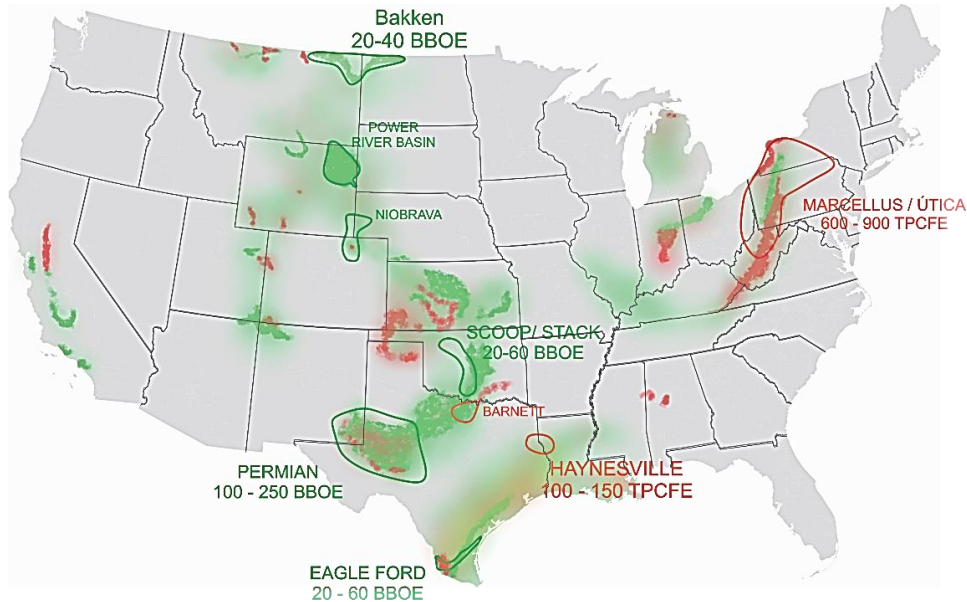 Bakken
20-40 BBOE
POWER
RIVER BASIN
NIOBRAVA
MARCELLUS / ÚTICA
600 - 900 TPCFE
SCOOP/ STACK
20-60 BBOE
BARNETT
PERMIAN
100 - 250 BBOE
HAYNESVILLE
100 - 150 TPCFE
EAGLE FORD
20 - 60 BBOE